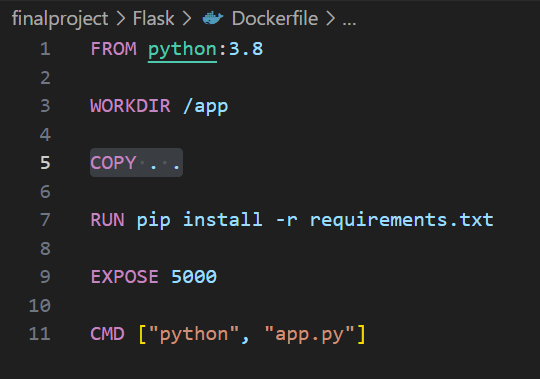 finalproject > Flask > Dockerfile > ...
1 FROM python:3.8
2
3 WORKDIR /app
4
5 COPY . .
6
7 RUN pip install -r requirements.txt
8
9 EXPOSE 5000
10
11 CMD ["python", "app.py"]